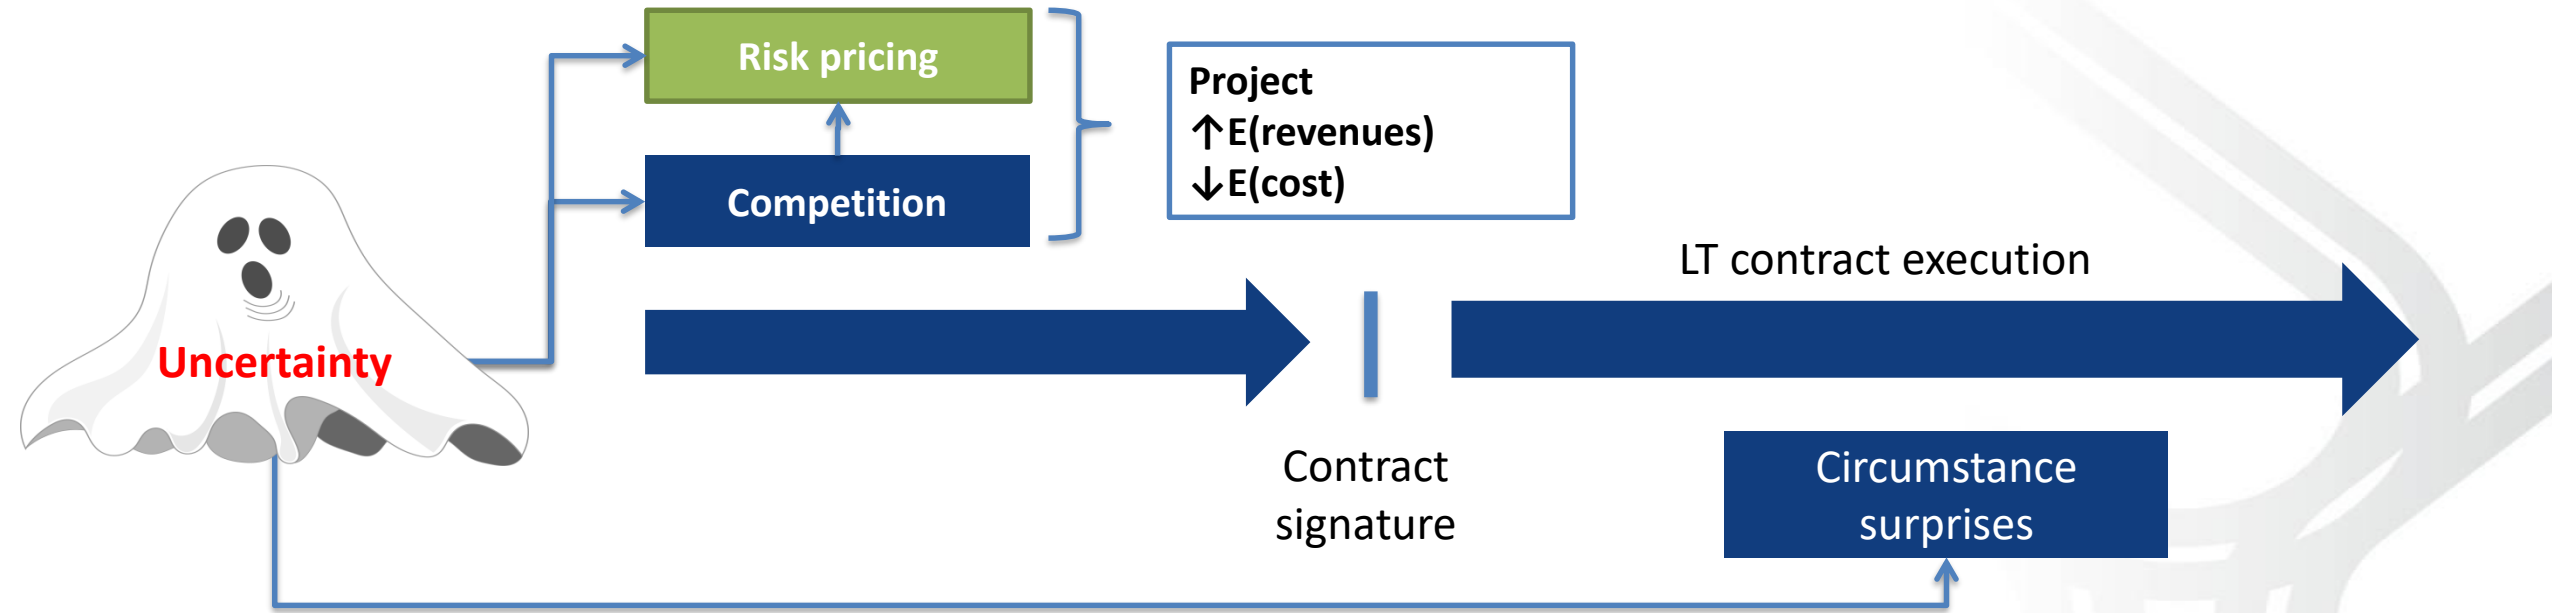 Risk pricing
Competition
Project
↑E(revenues)
↓E(cost)
Uncertainty
LT contract execution
Contract
signature
Circumstance
surprises